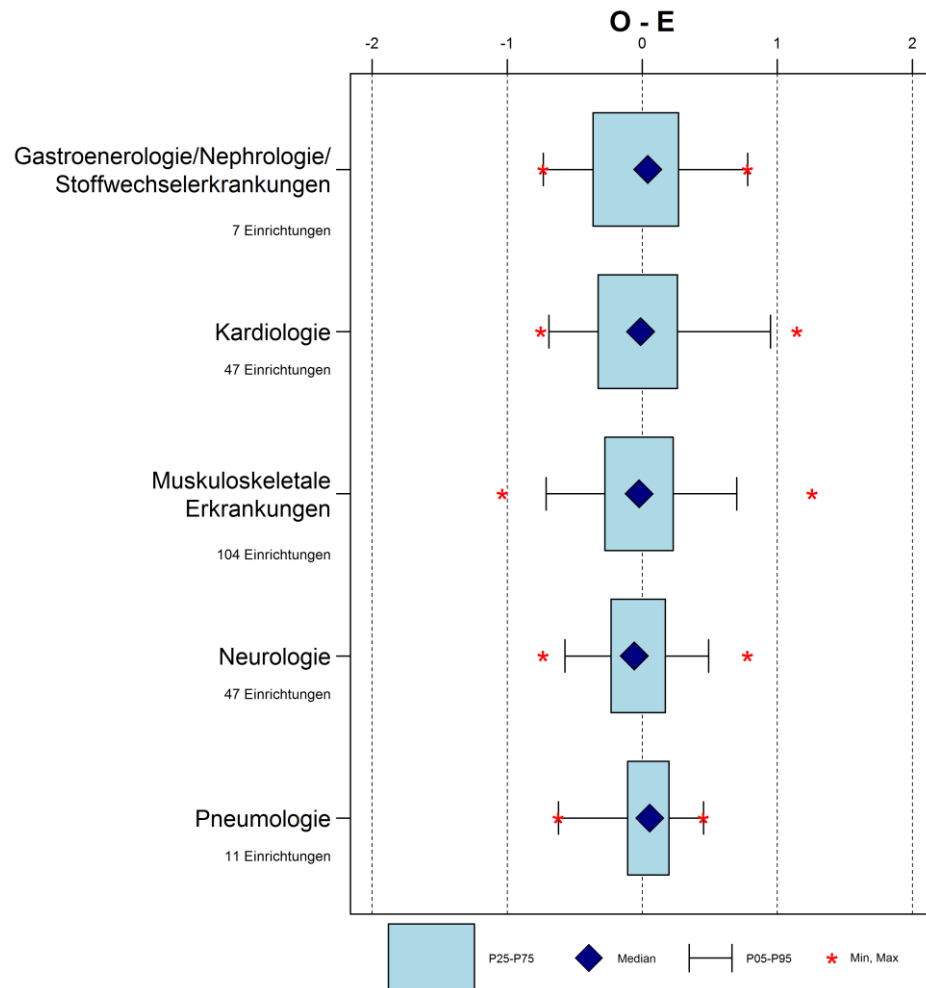 O - E
-2 -1 0 1 2
Gastroenerologie/Nephrologie/
Stoffwechselerkrankungen
7 Einrichtungen
Kardiologie
47 Einrichtungen
Muskuloskeletale
Erkrankungen
104 Einrichtungen
Neurologie
47 Einrichtungen
Pneumologie
11 Einrichtungen
P25-P75 Median P05-P95 Min, Max